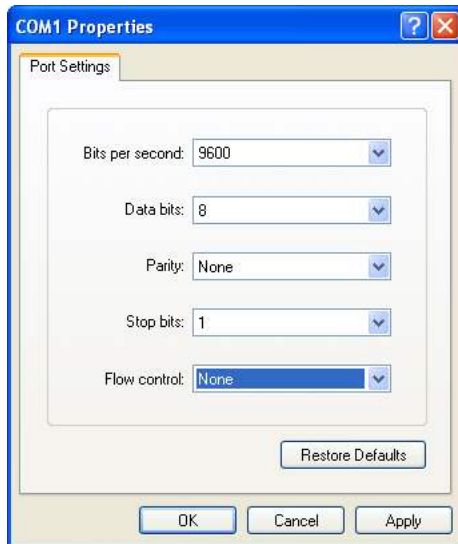 COM1 Properties
Port Settings
Bits per second: 9600
Data bits: 8
Parity: None
Stop bits: 1
Flow control: None
Restore Defaults
OK Cancel Apply